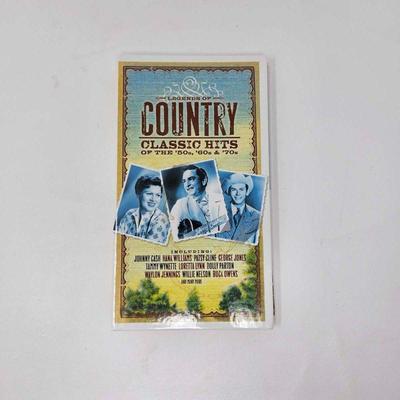 LEGENDS OF
COUNTRY
CLASSIC HITS
OF THE '50s, '60s & '70s
INCLUDING:
JOHNNY CASH HANK WILLIAMS PATSY CLINE GEORGE JONES
TAMMY WYNETTE LORETTA LYNN DOLLY PARTON
WAYLON JENNINGS WILLIE NELSON BUCK OWENS
AND MANY MORE